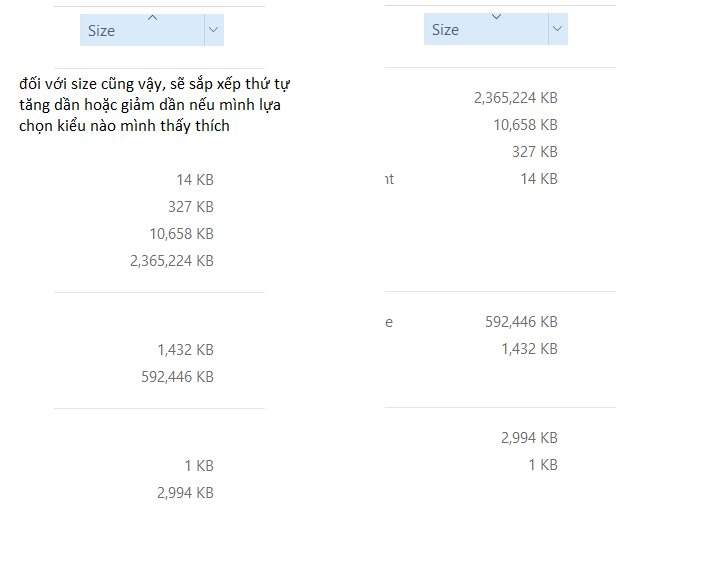 Size
đối với size cũng vậy, sẽ sắp xếp thứ tự
tăng dần hoặc giảm dần nếu mình lựa
chọn kiểu nào mình thấy thích
14 KB
327 KB
10,658 KB
2,365,224 KB
1,432 KB
592,446 KB
1 KB
2,994 KB
Size
2,365,224 KB
10,658 KB
327 KB
nt 14 KB
e 592,446 KB
1,432 KB
2,994 KB
1 KB